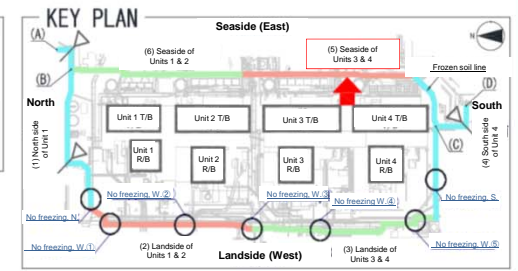 KEY PLAN
Seaside (East)
N
(A)
(6) Seaside of
Units 1 & 2
(5) Seaside of
Units 3 & 4
Frozen soil line
(B)
(D)
North
South
(1) North side
of Unit 1
Unit 1 T/B
Unit 2 T/B
Unit 3 T/B
Unit 4 T/B
(C)
(4) South side
of Unit 4
Unit 1
R/B
Unit 2
R/B
Unit 3
R/B
Unit 4
R/B
No freezing, N.
No freezing, W.②
No freezing, W.③
No freezing W.④
No freezing, S.
No freezing, W.①
(2) Landside of
Units 1 & 2
Landside (West)
(3) Landside of
Units 3 & 4
No freezing, W.⑤